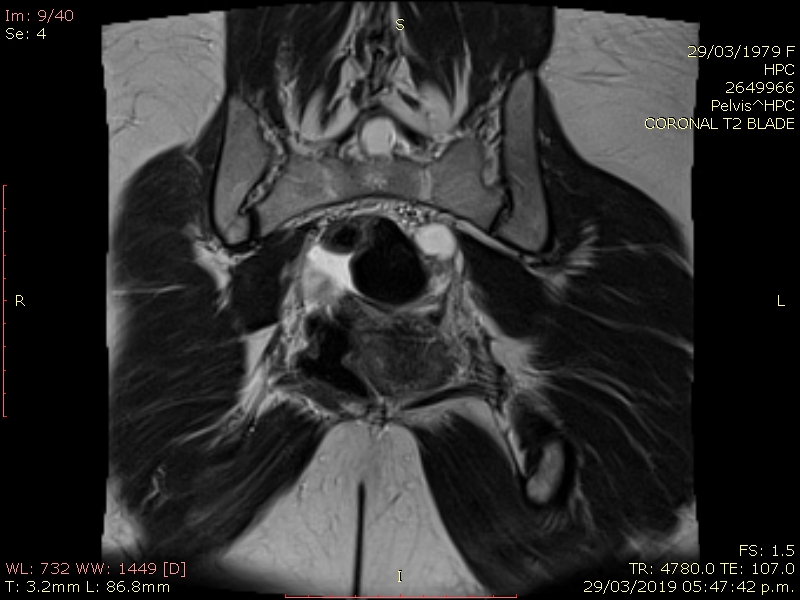 Im: 9/40
Se: 4
S
29/03/1979 F
HPC
2649966
Pelvis^HPC
CORONAL T2 BLADE
R
L
WL: 732 WW: 1449 [D]
T: 3.2mm L: 86.8mm
I
FS: 1.5
TR: 4780.0 TE: 107.0
29/03/2019 05:47:42 p.m.